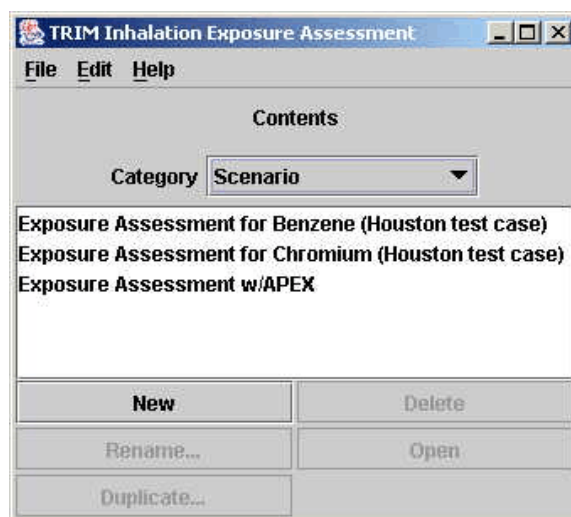 TRIM Inhalation Exposure Assessment
File Edit Help
Contents
Category Scenario
Exposure Assessment for Benzene (Houston test case)
Exposure Assessment for Chromium (Houston test case)
Exposure Assessment w/APEX
New Delete
Rename... Open
Duplicate...